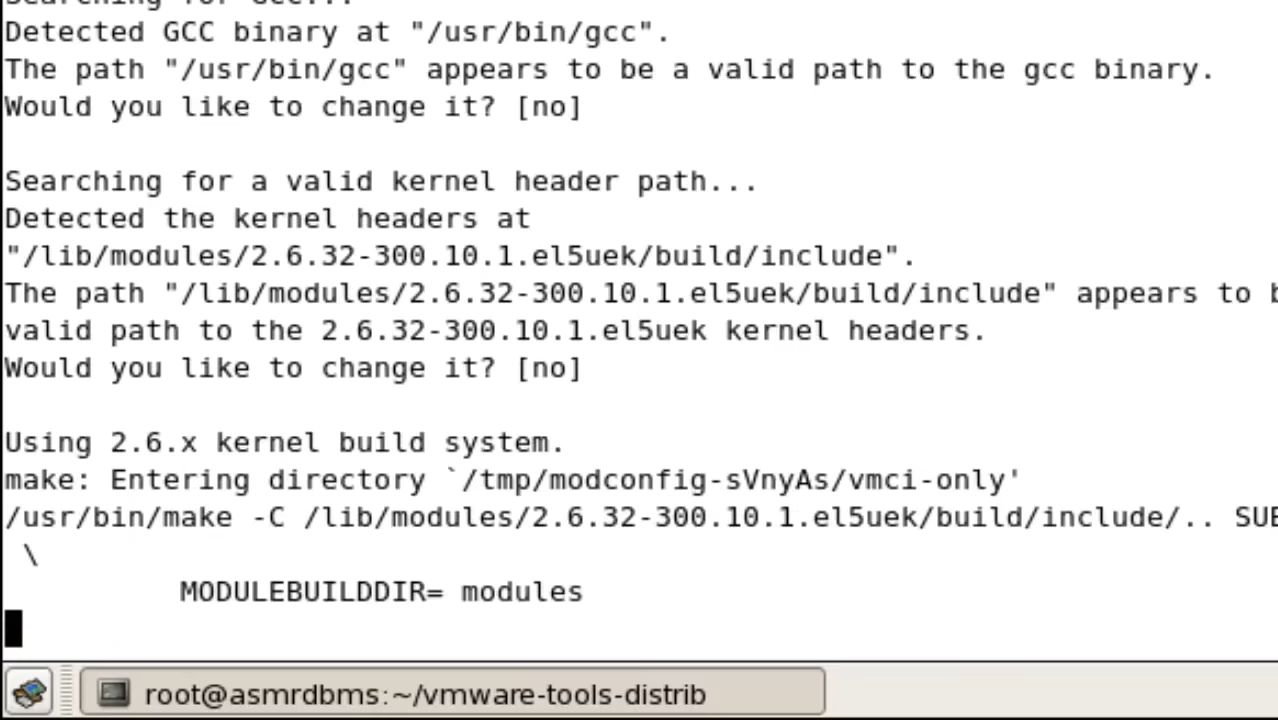 Searching for GCC...
Detected GCC binary at "/usr/bin/gcc".
The path "/usr/bin/gcc" appears to be a valid path to the gcc binary.
Would you like to change it? [no]
Searching for a valid kernel header path...
Detected the kernel headers at
"/lib/modules/2.6.32-300.10.1.el5uek/build/include".
The path "/lib/modules/2.6.32-300.10.1.el5uek/build/include" appears to
valid path to the 2.6.32-300.10.1.el5uek kernel headers.
Would you like to change it? [no]
Using 2.6.x kernel build system.
make: Entering directory `/tmp/modconfig-sVnyAs/vmci-only'
/usr/bin/make -C /lib/modules/2.6.32-300.10.1.el5uek/build/include/..
\
MODULEBUILDDIR= modules
root@asmrdbms:~/vmware-tools-distrib